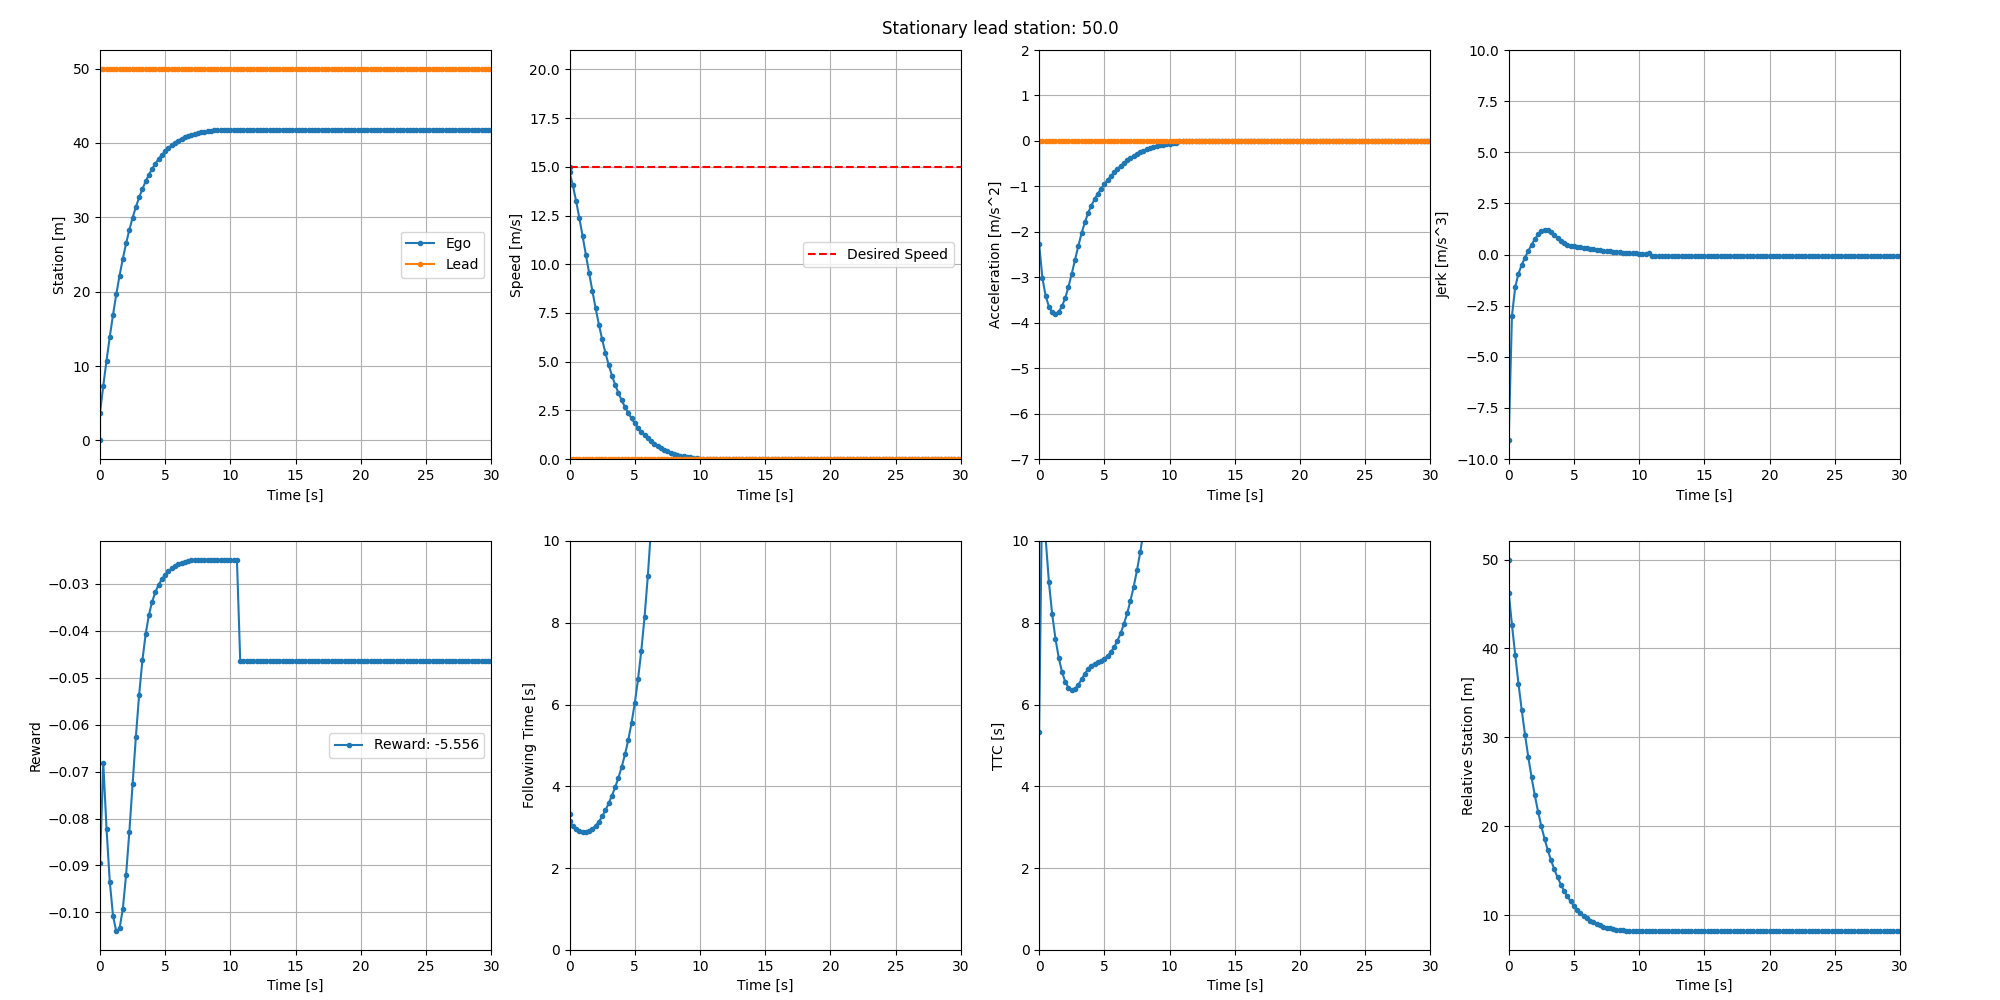 Stationary lead station: 50.0
Station [m]
50
40
30
20
10
0
Ego
Lead
0 5 10 15 20 25 30
Time [s]
Speed [m/s]
20.0
17.5
15.0
12.5
10.0
7.5
5.0
2.5
0.0
Desired Speed
0 5 10 15 20 25 30
Time [s]
Acceleration [m/s^2]
2
1
0
−1
−2
−3
−4
−5
−6
−7
0 5 10 15 20 25 30
Time [s]
Jerk [m/s^3]
10.0
7.5
5.0
2.5
0.0
−2.5
−5.0
−7.5
−10.0
0 5 10 15 20 25 30
Time [s]
Reward
−0.03
−0.04
−0.05
−0.06
−0.07
−0.08
−0.09
−0.10
Reward: -5.556
0 5 10 15 20 25 30
Time [s]
Following Time [s]
10
8
6
4
2
0
0 5 10 15 20 25 30
Time [s]
TTC [s]
10
8
6
4
2
0
0 5 10 15 20 25 30
Time [s]
Relative Station [m]
50
40
30
20
10
0 5 10 15 20 25 30
Time [s]